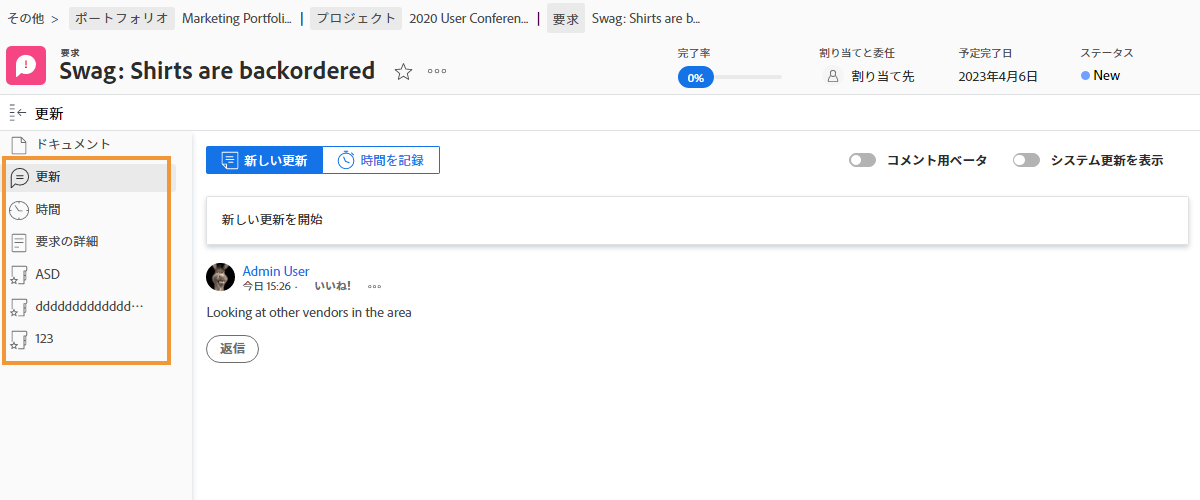 その他 > ポートフォリオ Marketing Portfoli... | プロジェクト 2020 User Conferen... | 要求 Swag: Shirts are b...
要求
Swag: Shirts are backordered
完了率
0%
割り当てと委任
割り当て先
予定完了日
2023年4月6日
ステータス
New
更新
ドキュメント
更新
時間
要求の詳細
ASD
ddddddddddddd…
123
新しい更新
時間を記録
コメント用ベータ
システム更新を表示
新しい更新を開始
Admin User
今日 15:26 · いいね!
Looking at other vendors in the area
返信